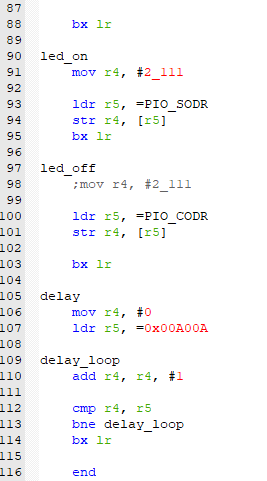 87
88 bx lr
89
90 led_on
91 mov r4, #2_111
92
93 ldr r5, =PIO_SODR
94 str r4, [r5]
95 bx lr
96
97 led_off
98 ;mov r4, #2_111
99
100 ldr r5, =PIO_CODR
101 str r4, [r5]
102
103 bx lr
104
105 delay
106 mov r4, #0
107 ldr r5, =0x00A00A
108
109 delay_loop
110 add r4, r4, #1
111
112 cmp r4, r5
113 bne delay_loop
114 bx lr
115
116 end